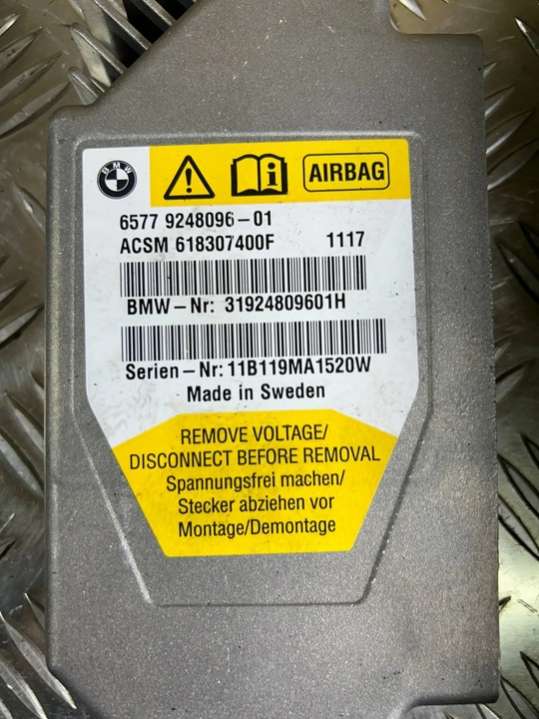 BMW
AIRBAG
6577 9248096-01
ACSM 618307400F 1117
BMW-Nr: 31924809601H
Serien-Nr: 11B119MA1520W
Made in Sweden
REMOVE VOLTAGE/
DISCONNECT BEFORE REMOVAL
Spannungsfrei machen/
Stecker abziehen vor
Montage/Demontage